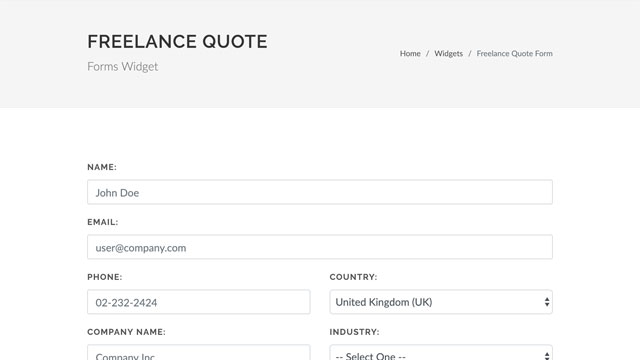 FREELANCE QUOTE
Forms Widget
Home / Widgets / Freelance Quote Form
NAME:
John Doe
EMAIL:
user@company.com
PHONE:
COUNTRY:
02-232-2424
United Kingdom (UK)
COMPANY NAME:
INDUSTRY:
Company Inc
-- Select One --